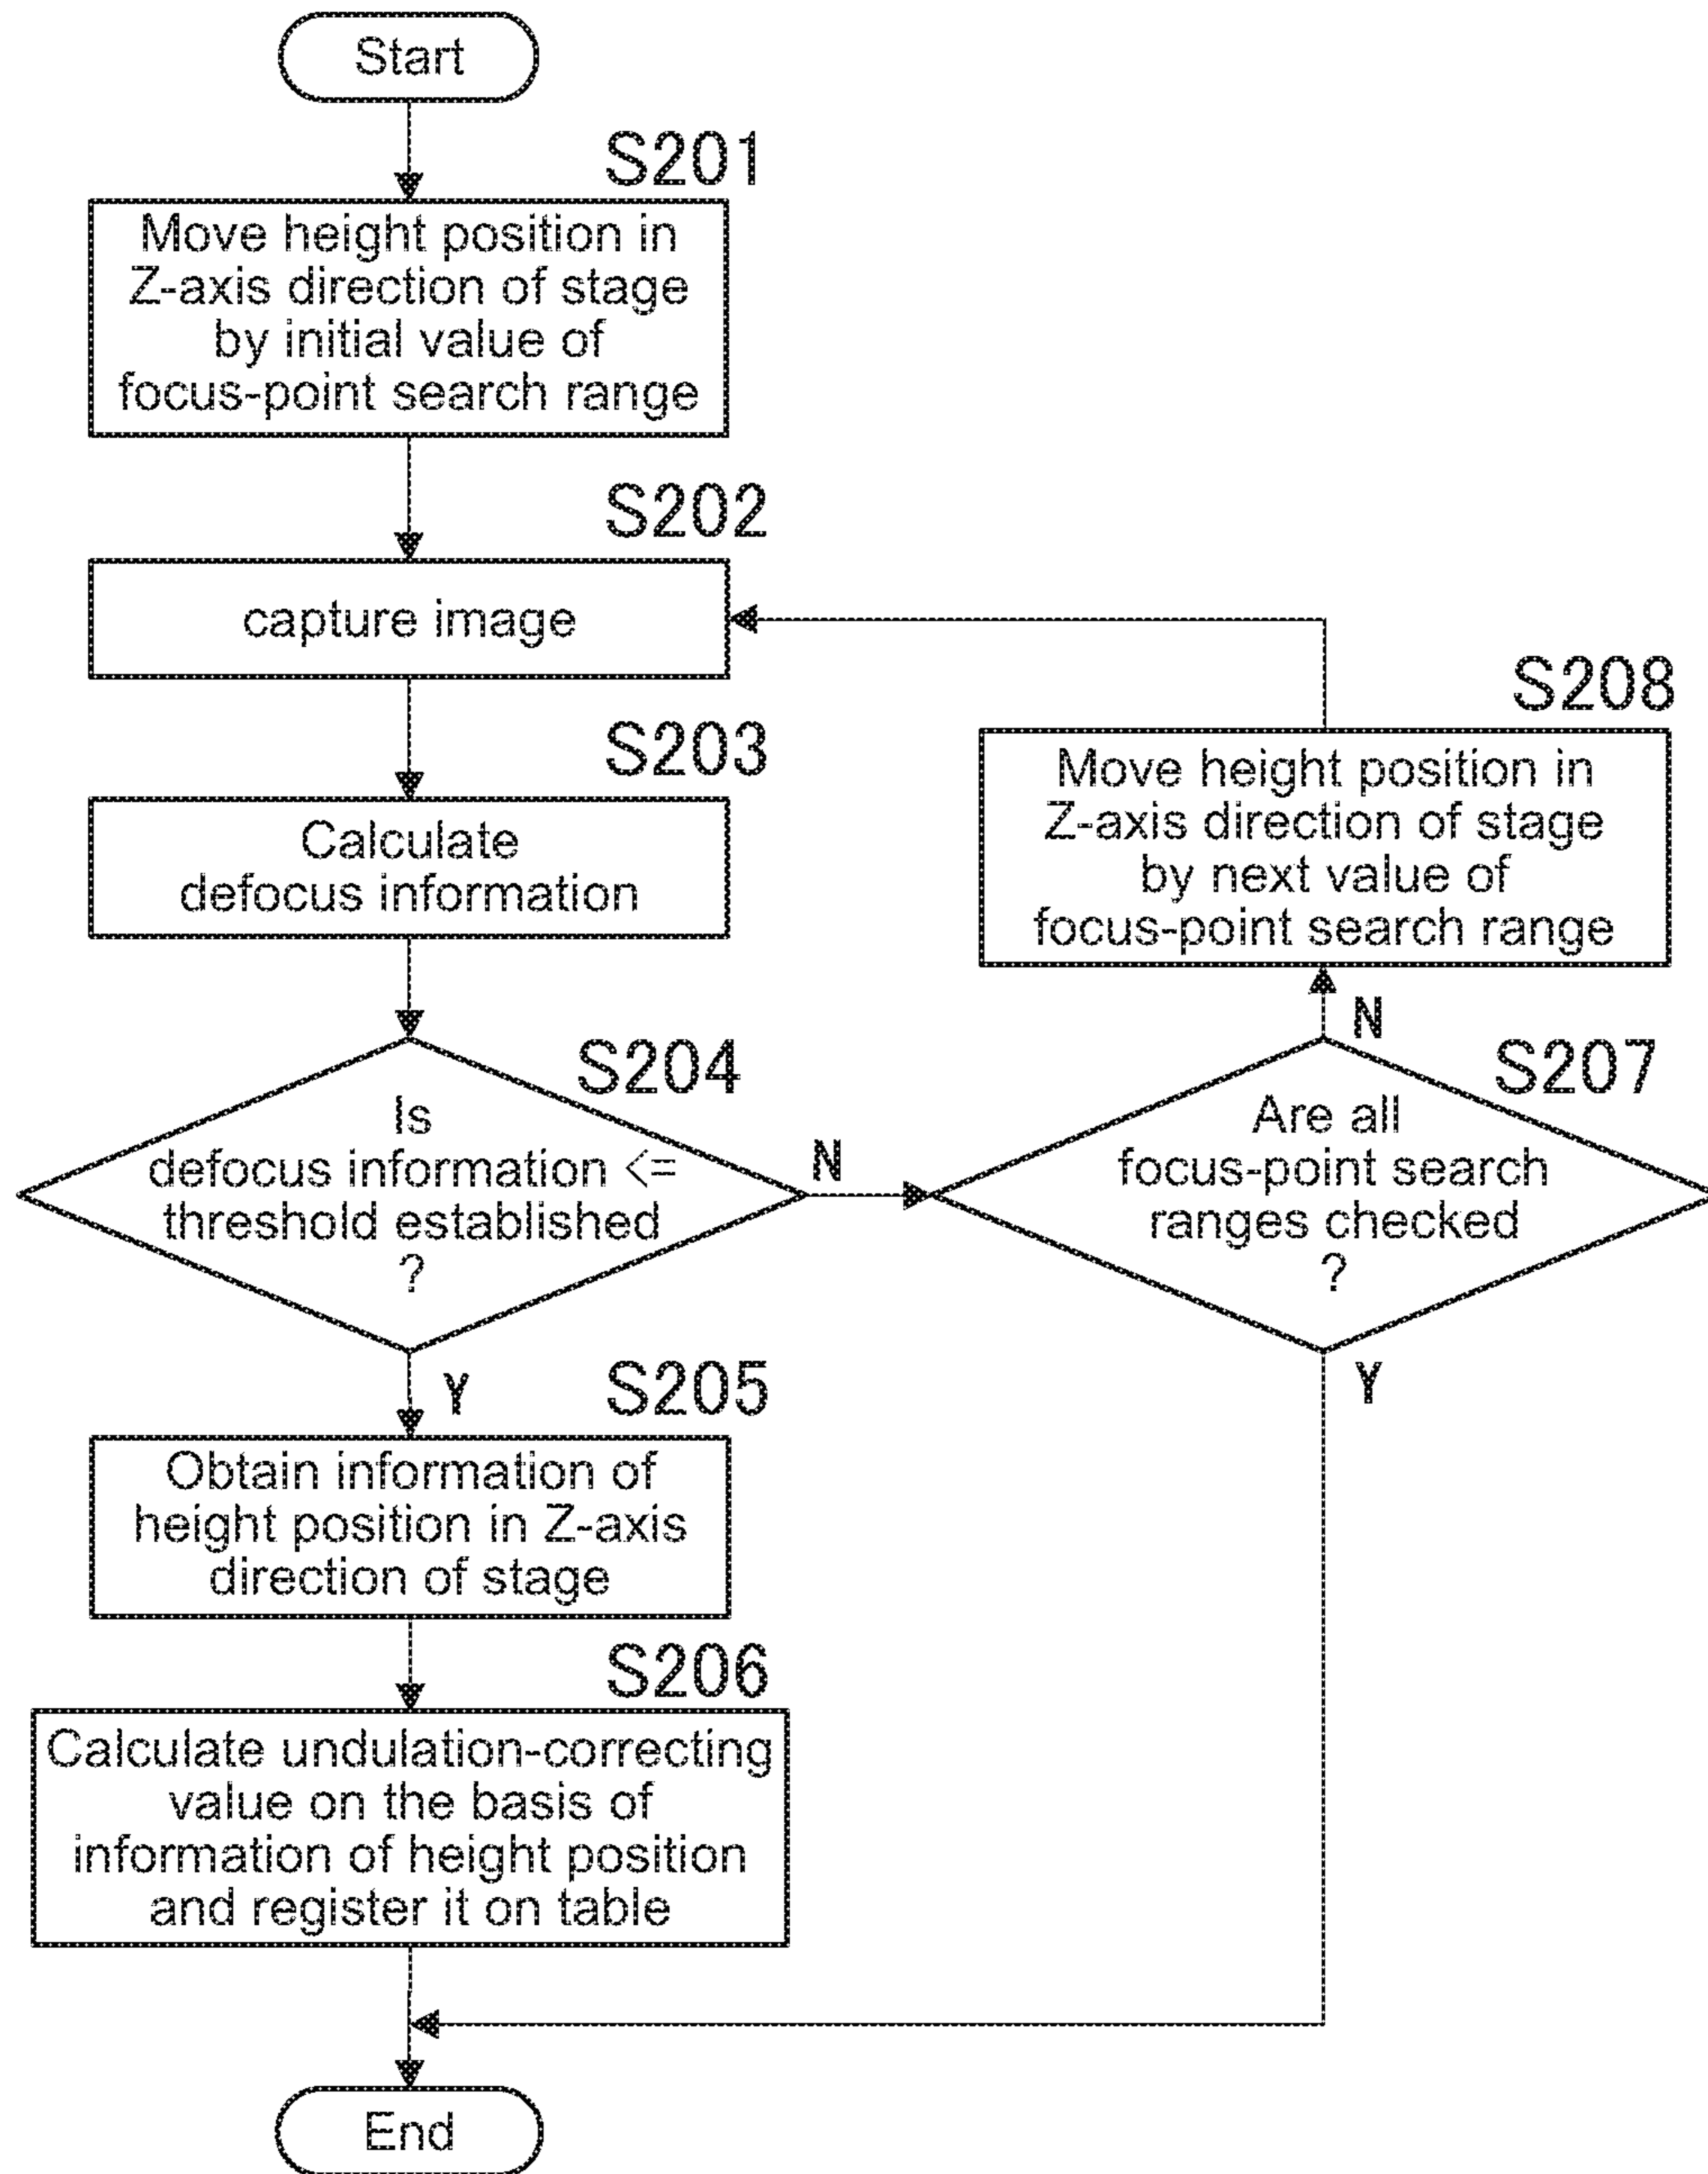 Start
S201
Move height position in
Z-axis direction of stage
by initial value of
focus-point search range
S202
capture image
S203
Calculate
defocus information
S204
Is
defocus information <=
threshold established
?
N
Y
S205
Obtain information of
height position in Z-axis
direction of stage
S206
Calculate undulation-correcting
value on the basis of
information of height position
and register it on table
S207
Are all
focus-point search
ranges checked
?
N
Y
S208
Move height position in
Z-axis direction of stage
by next value of
focus-point search range
End